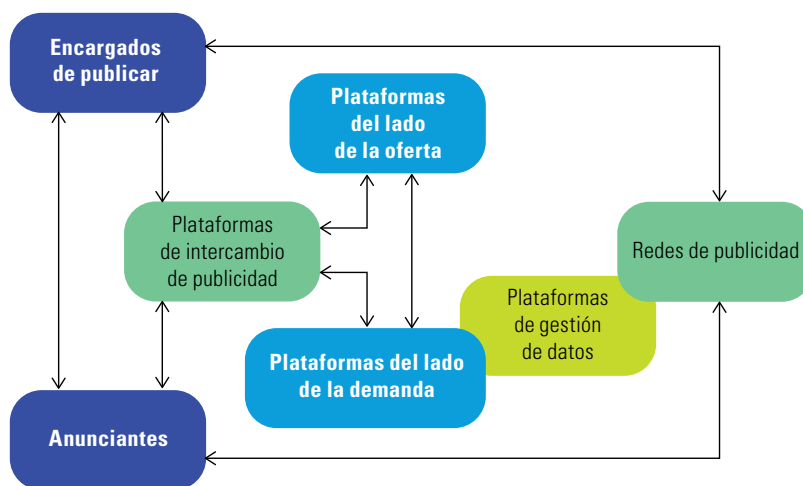 Encargados
de publicar
Plataformas
del lado
de la oferta
Plataformas
de intercambio
de publicidad
Redes de publicidad
Plataformas
de gestión
de datos
Plataformas del lado
de la demanda
Anunciantes